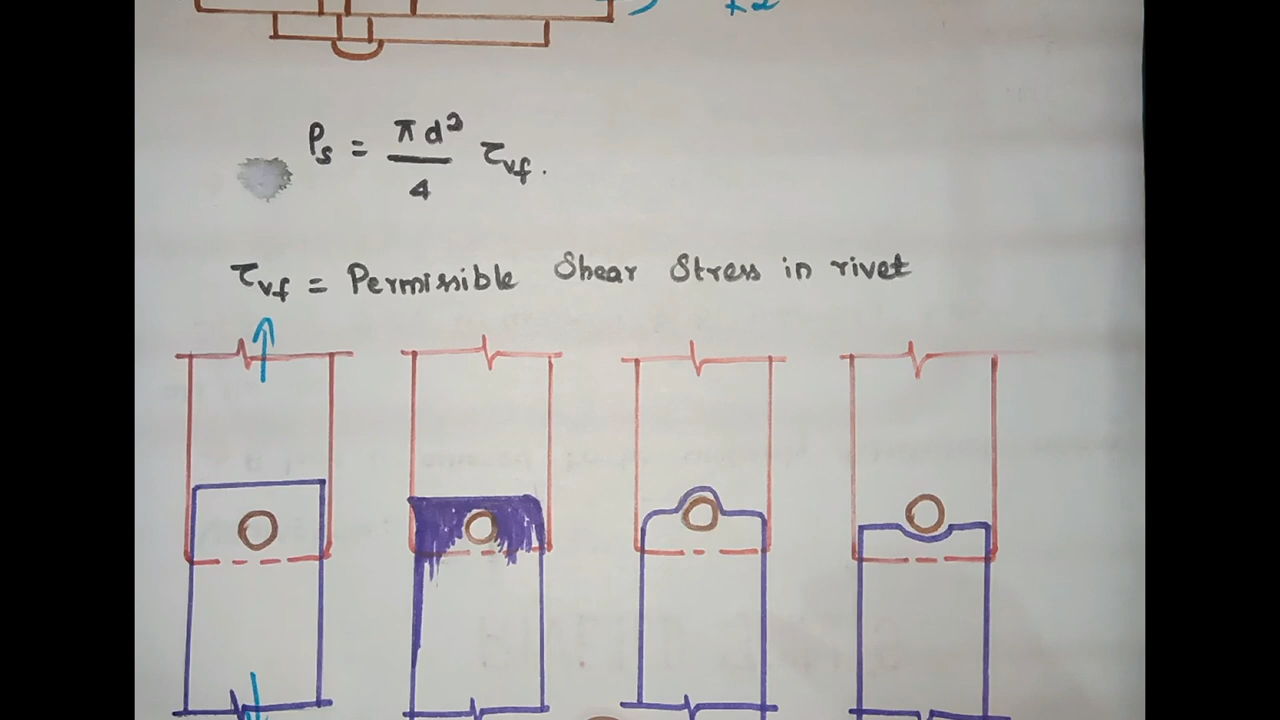 Ps = πd²/4 τvf.
τvf = Permissible Shear Stress in rivet